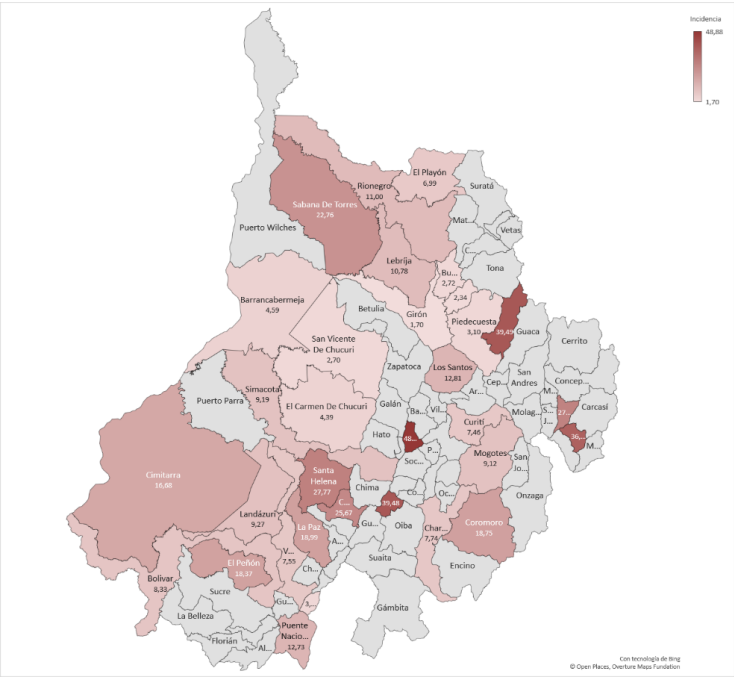 Incidencia
48,88
1,70
El Playón
6,99
Suratá
Rionegro
11,00
Sabana De Torres
22,76
Mat...
Vetas
Puerto Wilches
Lebríja
10,78
Bu...
2,72
Tona
2,34
Barrancabermeja
4,59
Betulia
Girón
1,70
Piedecuesta
3,10
39,49
Guaca
Cerrito
San Vicente
De Chucuri
2,70
Zapatoca
Los Santos
12,81
Cep...
San
Andres
Concep...
Ar...
M...
Simacota
9,19
Puerto Parra
El Carmen De Chucuri
4,39
Galán
Ba...
Vil...
Molag...
S...
J...
27...
Carcasí
Curití
7,46
Hato
48...
P...
36,...
M...
Soc...
Mogotes
9,12
San
Jo...
Cimitarra
16,88
Santa
Helena
27,77
Chima
Co...
Oc...
Onzaga
C...
25,67
39,48
Landázuri
9,27
La Paz
18,99
Gu...
Oiba
Char...
7,74
Coromoro
18,75
A...
V...
7,55
Suaita
Encino
El Peñón
18,37
Ch...
Bolívar
8,33
Sucre
Gu...
3,...
Gámbita
La Belleza
Puente
Nacio...
12,73
Florián
Al...
Con tecnología de Bing
© Open Places, Overture Maps Foundation